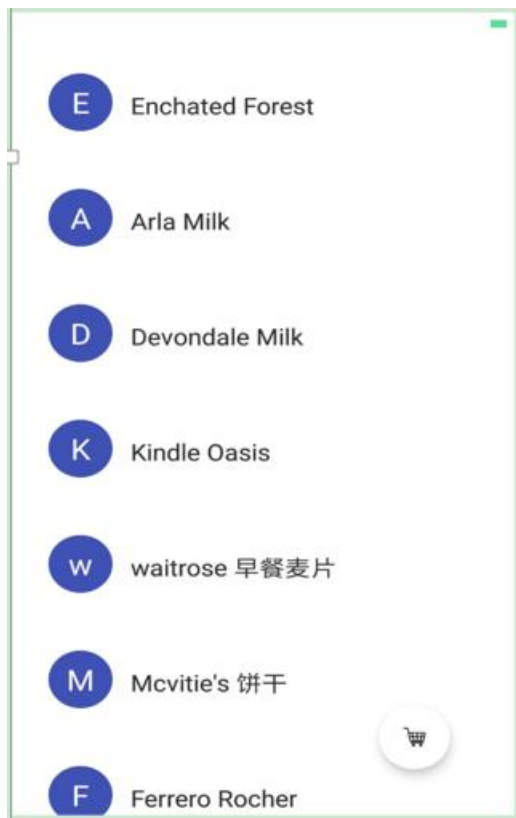 E Enchated Forest
A Arla Milk
D Devondale Milk
K Kindle Oasis
w waitrose 早餐麦片
M Mcvitie's 饼干
F Ferrero Rocher